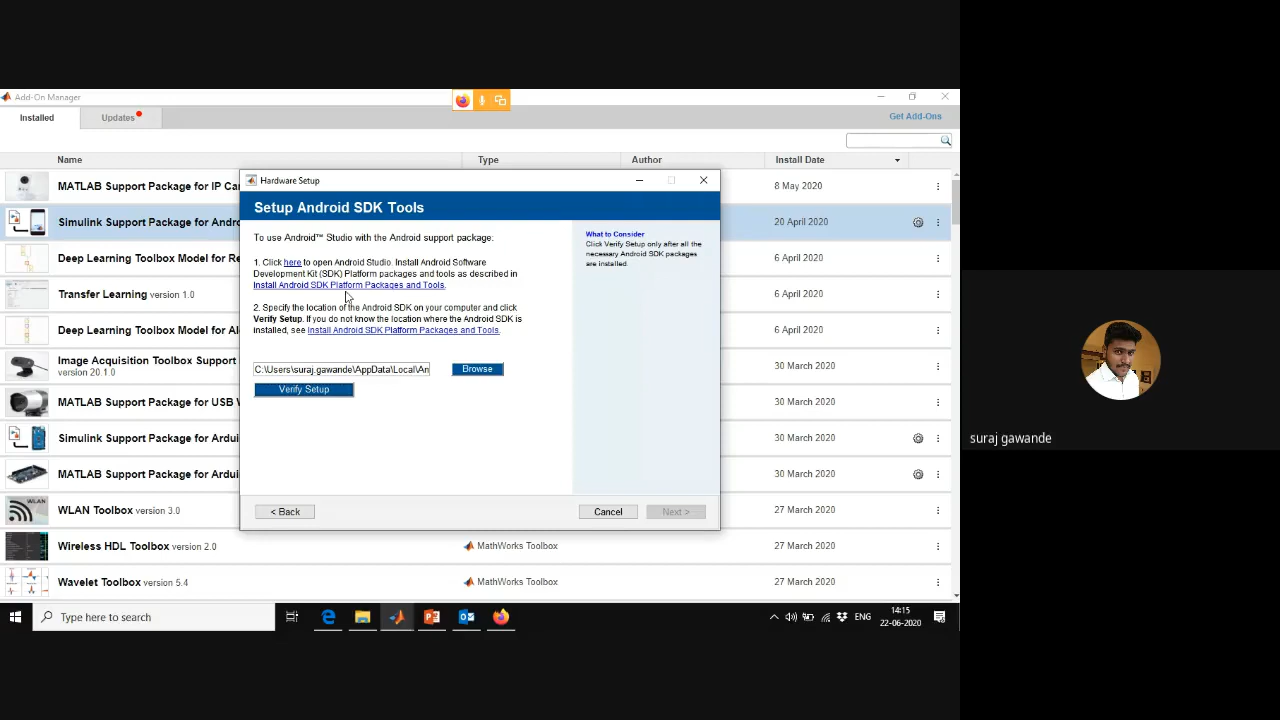 Add-On Manager
Installed
Updates
Get Add-Ons
Name
Type
Author
Install Date
MATLAB Support Package for IP Ca
8 May 2020
Simulink Support Package for Andro
20 April 2020
Deep Learning Toolbox Model for Re
6 April 2020
Transfer Learning version 1.0
6 April 2020
Deep Learning Toolbox Model for Al
6 April 2020
Image Acquisition Toolbox Support
version 20.1.0
30 March 2020
MATLAB Support Package for USB W
30 March 2020
Simulink Support Package for Ardui
30 March 2020
MATLAB Support Package for Ardui
30 March 2020
WLAN
WLAN Toolbox version 3.0
27 March 2020
Wireless HDL Toolbox version 2.0
MathWorks Toolbox
27 March 2020
Wavelet Toolbox version 5.4
MathWorks Toolbox
27 March 2020
Hardware Setup
Setup Android SDK Tools
To use Android™ Studio with the Android support package:
1. Click here to open Android Studio. Install Android Software
Development Kit (SDK) Platform packages and tools as described in
Install Android SDK Platform Packages and Tools.
2. Specify the location of the Android SDK on your computer and click
Verify Setup. If you do not know the location where the Android SDK is
installed, see Install Android SDK Platform Packages and Tools.
C:\Users\suraj.gawande\AppData\Local\An
Browse
Verify Setup
What to Consider
Click Verify Setup only after all the
necessary Android SDK packages
are installed.
< Back
Cancel
Next >
Type here to search
ENG
14:15
22-06-2020
suraj gawande